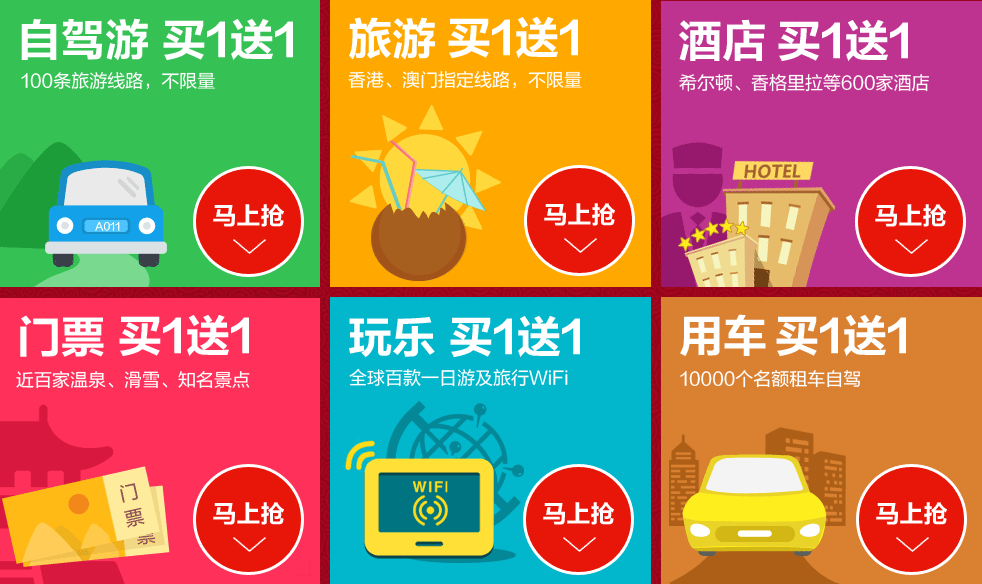 自驾游 买1送1
100条旅游线路，不限量
A011
马上抢
旅游 买1送1
香港、澳门指定线路，不限量
马上抢
酒店 买1送1
希尔顿、香格里拉等600家酒店
HOTEL
马上抢
门票 买1送1
近百家温泉、滑雪、知名景点
门票
票
马上抢
玩乐 买1送1
全球百款一日游及旅行WiFi
WIFI
马上抢
用车 买1送1
10000个名额租车自驾
马上抢